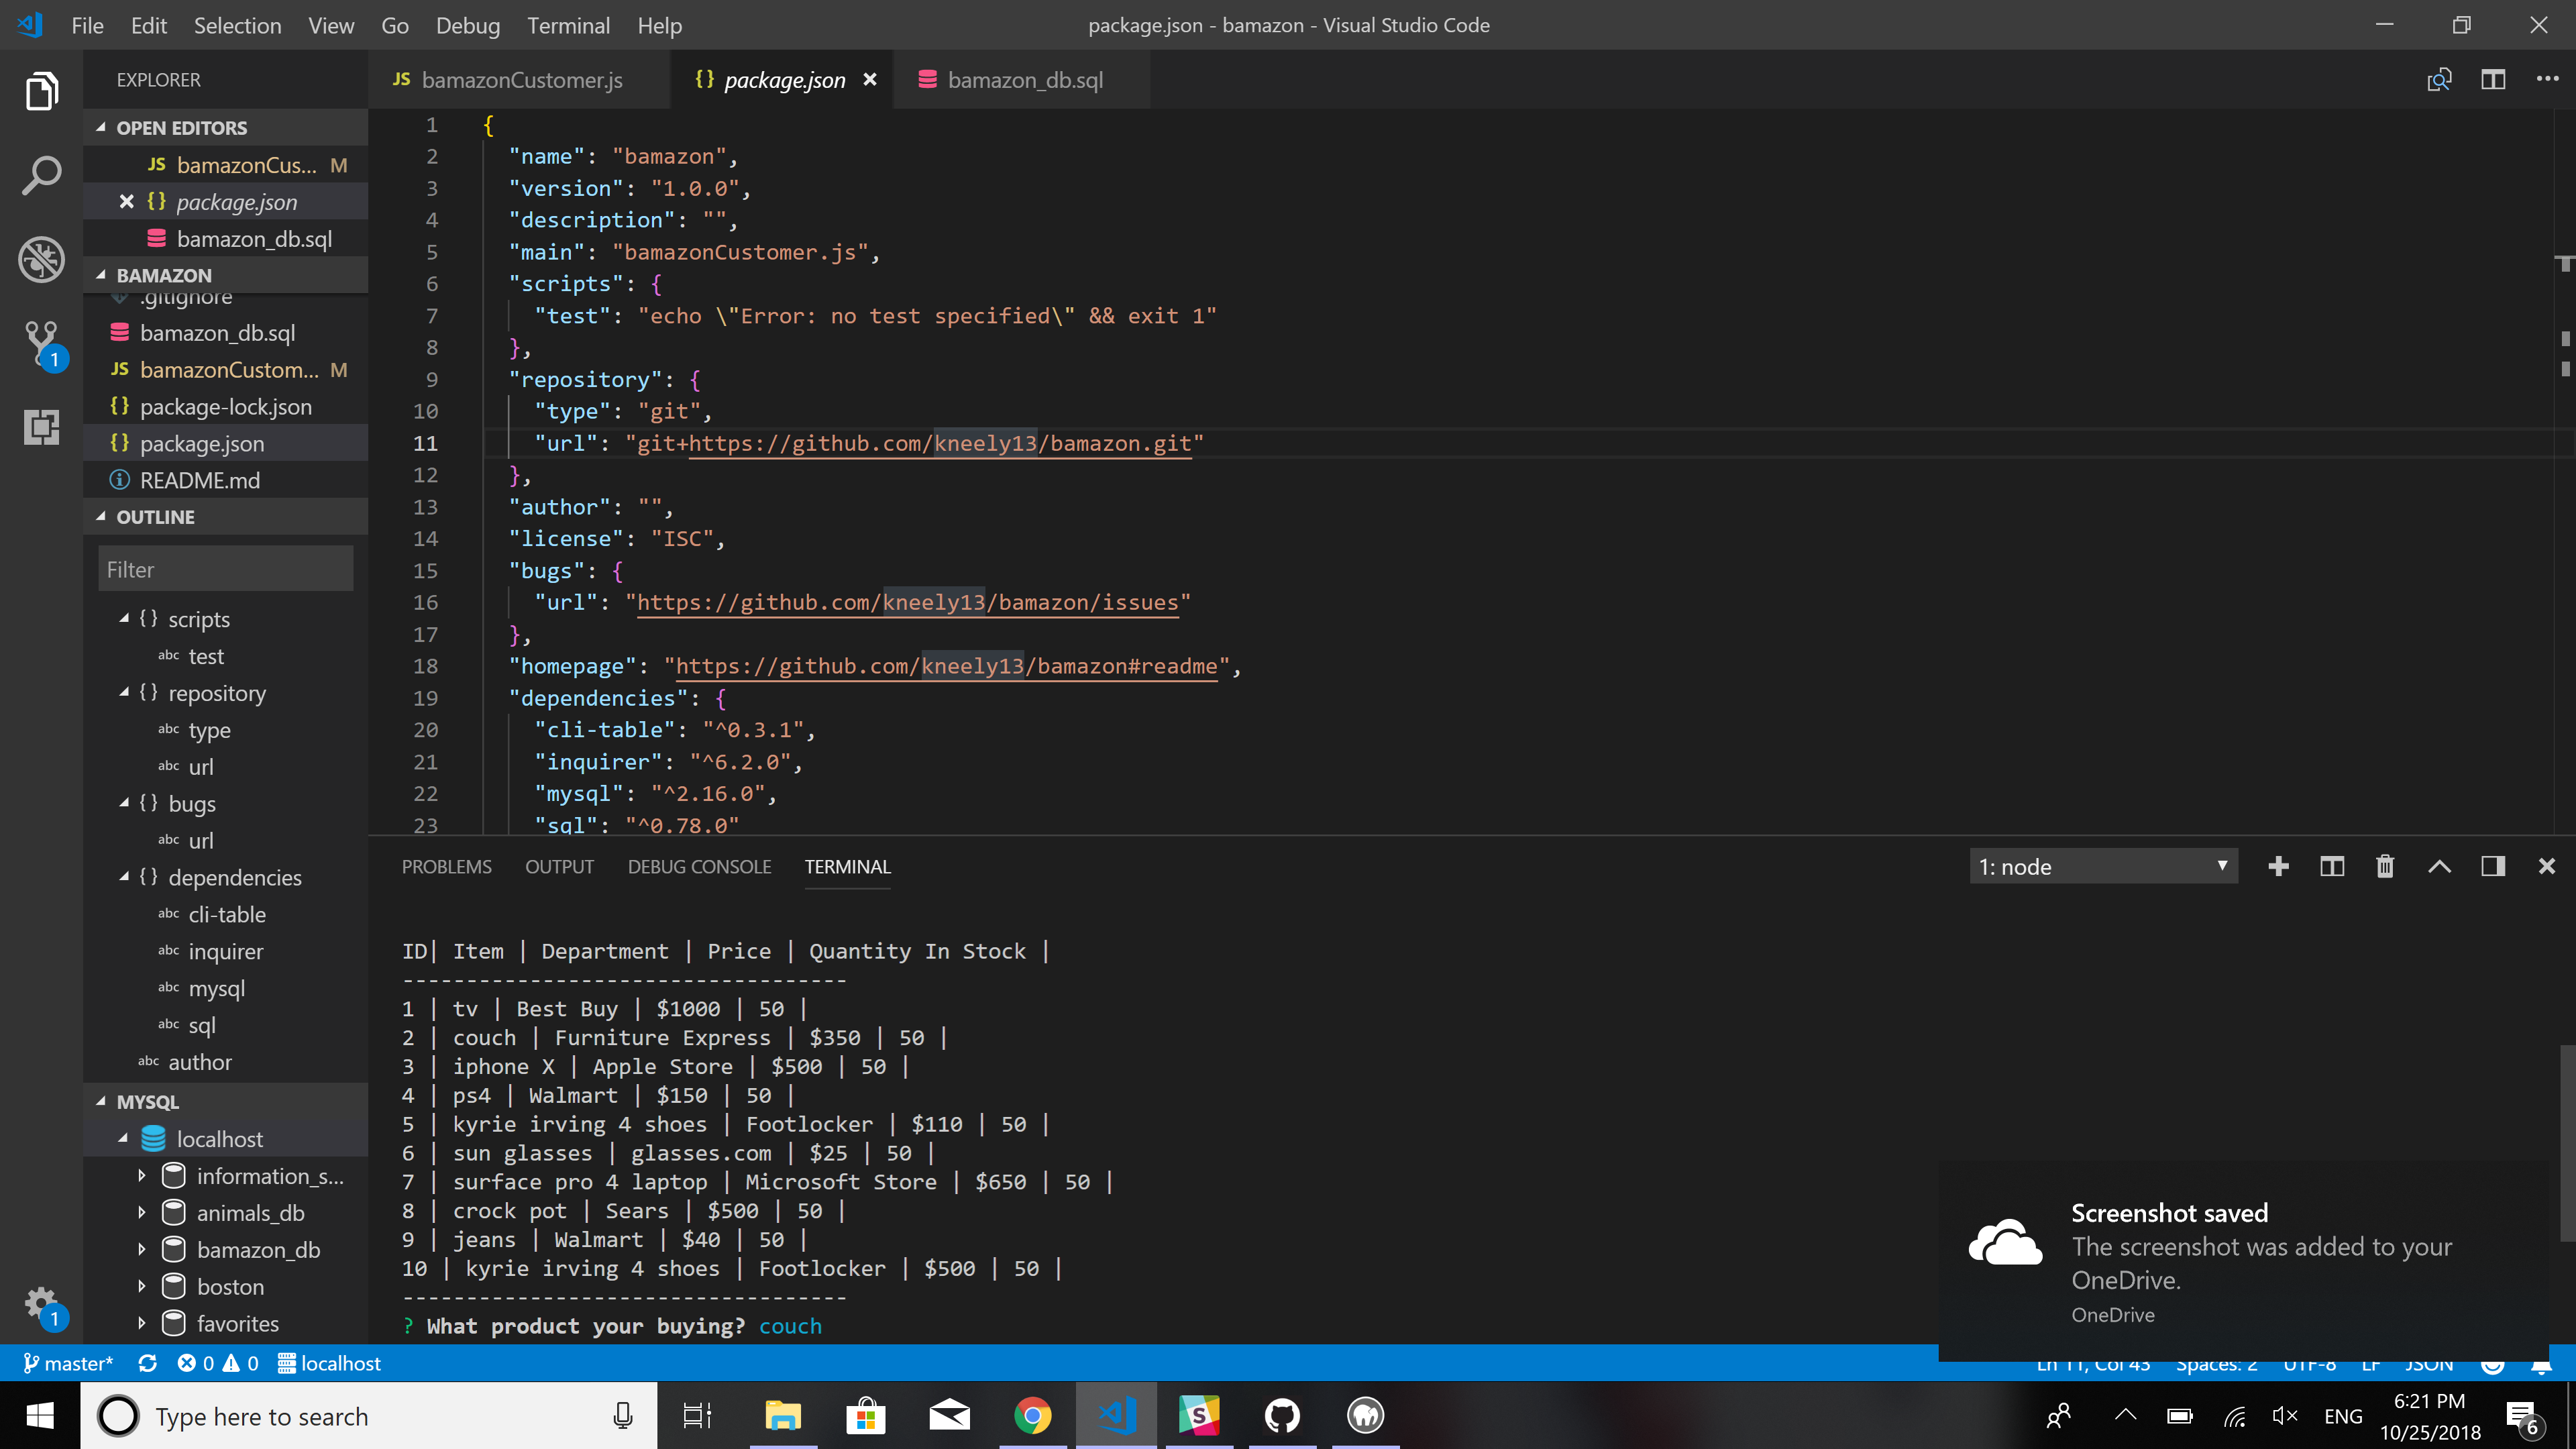 File Edit Selection View Go Debug Terminal Help
package.json - bamazon - Visual Studio Code
EXPLORER
OPEN EDITORS
JS bamazonCus... M
{} package.json
bamazon_db.sql
BAMAZON
.gitignore
bamazon_db.sql
JS bamazonCustom... M
{} package-lock.json
{} package.json
README.md
OUTLINE
Filter
{} scripts
abc test
{} repository
abc type
abc url
{} bugs
abc url
{} dependencies
abc cli-table
abc inquirer
abc mysql
abc sql
abc author
MYSQL
localhost
information_s...
animals_db
bamazon_db
boston
favorites
1
1
JS bamazonCustomer.js
{} package.json
bamazon_db.sql
1 {
2 "name": "bamazon",
3 "version": "1.0.0",
4 "description": "",
5 "main": "bamazonCustomer.js",
6 "scripts": {
7 "test": "echo \"Error: no test specified\" && exit 1"
8 },
9 "repository": {
10 "type": "git",
11 "url": "git+https://github.com/kneely13/bamazon.git"
12 },
13 "author": "",
14 "license": "ISC",
15 "bugs": {
16 "url": "https://github.com/kneely13/bamazon/issues"
17 },
18 "homepage": "https://github.com/kneely13/bamazon#readme",
19 "dependencies": {
20 "cli-table": "^0.3.1",
21 "inquirer": "^6.2.0",
22 "mysql": "^2.16.0",
23 "sql": "^0.78.0"
PROBLEMS OUTPUT DEBUG CONSOLE TERMINAL
1: node
ID| Item | Department | Price | Quantity In Stock |
-----------------------------------
1 | tv | Best Buy | $1000 | 50 |
2 | couch | Furniture Express | $350 | 50 |
3 | iphone X | Apple Store | $500 | 50 |
4 | ps4 | Walmart | $150 | 50 |
5 | kyrie irving 4 shoes | Footlocker | $110 | 50 |
6 | sun glasses | glasses.com | $25 | 50 |
7 | surface pro 4 laptop | Microsoft Store | $650 | 50 |
8 | crock pot | Sears | $500 | 50 |
9 | jeans | Walmart | $40 | 50 |
10 | kyrie irving 4 shoes | Footlocker | $500 | 50 |
-----------------------------------
? What product your buying? couch
Screenshot saved
The screenshot was added to your
OneDrive.
OneDrive
master* 0 0 localhost
Ln 11, Col 43 Spaces: 2 UTF-8 LF JSON
Type here to search
S
ENG
6:21 PM
10/25/2018
6